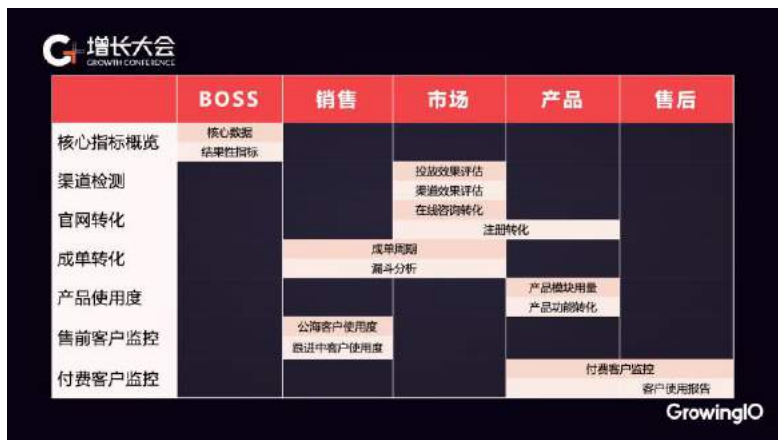 增长大会
GROWTH CONFERENCE
BOSS 销售 市场 产品 售后
核心指标概览
核心数据
结果性指标
渠道检测
投放效果评估
渠道效果评估
官网转化
在线咨询转化
注册转化
成单转化
成单周期
漏斗分析
产品使用度
产品模块用量
产品功能转化
售前客户监控
公海客户使用度
跟进中客户使用度
付费客户监控
付费客户监控
客户使用报告
GrowingIO